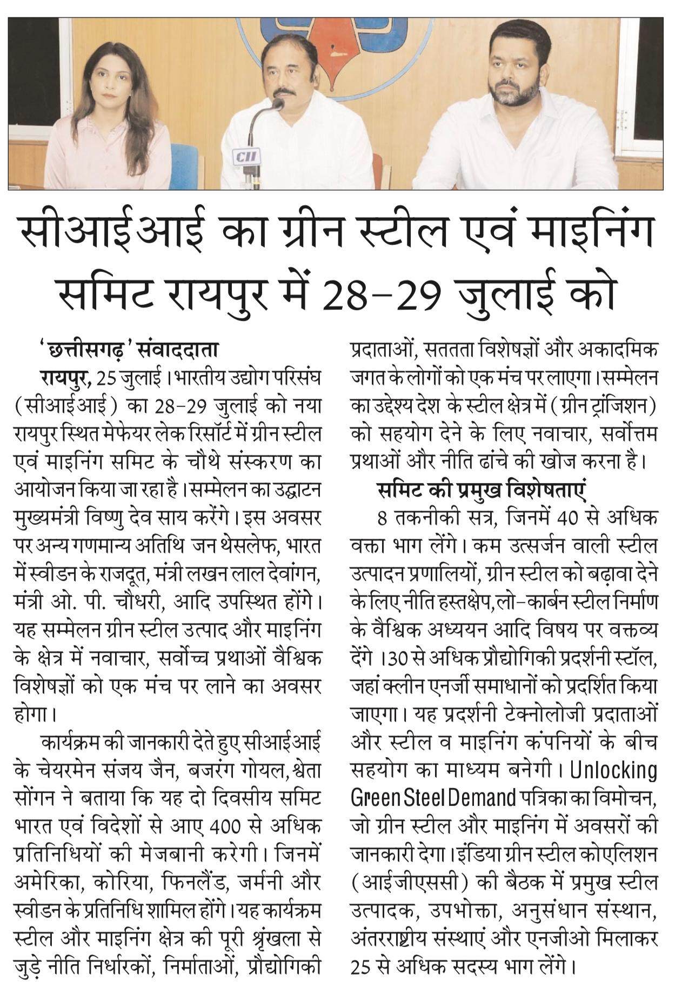 CII
सीआईआई का ग्रीन स्टील एवं माइनिंग
समिट रायपुर में 28-29 जुलाई को
‘छत्तीसगढ़’ संवाददाता
रायपुर, 25 जुलाई। भारतीय उद्योग परिसंघ
(सीआईआई) का 28-29 जुलाई को नया
रायपुर स्थित मेफेयर लेक रिसॉर्ट में ग्रीन स्टील
एवं माइनिंग समिट के चौथे संस्करण का
आयोजन किया जा रहा है। सम्मेलन का उद्घाटन
मुख्यमंत्री विष्णु देव साय करेंगे। इस अवसर
पर अन्य गणमान्य अतिथि जन थेसलेफ, भारत
में स्वीडन के राजदूत, मंत्री लखन लाल देवांगन,
मंत्री ओ. पी. चौधरी, आदि उपस्थित होंगे।
यह सम्मेलन ग्रीन स्टील उत्पाद और माइनिंग
के क्षेत्र में नवाचार, सर्वोच्च प्रथाओं वैश्विक
विशेषज्ञों को एक मंच पर लाने का अवसर
होगा।
कार्यक्रम की जानकारी देते हुए सीआईआई
के चेयरमेन संजय जैन, बजरंग गोयल,श्वेता
सोंगन ने बताया कि यह दो दिवसीय समिट
भारत एवं विदेशों से आए 400 से अधिक
प्रतिनिधियों की मेजबानी करेगी। जिनमें
अमेरिका, कोरिया, फिनलैंड, जर्मनी और
स्वीडन के प्रतिनिधि शामिल होंगे। यह कार्यक्रम
स्टील और माइनिंग क्षेत्र की पूरी श्रृंखला से
जुड़े नीति निर्धारकों, निर्माताओं, प्रौद्योगिकी
प्रदाताओं, सततता विशेषज्ञों और अकादमिक
जगत के लोगों को एक मंच पर लाएगा। सम्मेलन
का उद्देश्य देश के स्टील क्षेत्र में (ग्रीन ट्रांजिशन)
को सहयोग देने के लिए नवाचार, सर्वोत्तम
प्रथाओं और नीति ढांचे की खोज करना है।
समिट की प्रमुख विशेषताएं
8 तकनीकी सत्र, जिनमें 40 से अधिक
वक्ता भाग लेंगे। कम उत्सर्जन वाली स्टील
उत्पादन प्रणालियों, ग्रीन स्टील को बढ़ावा देने
के लिए नीति हस्तक्षेप,लो-कार्बन स्टील निर्माण
के वैश्विक अध्ययन आदि विषय पर वक्तव्य
देंगे ।30 से अधिक प्रौद्योगिकी प्रदर्शनी स्टॉल,
जहां क्लीन एनर्जी समाधानों को प्रदर्शित किया
जाएगा। यह प्रदर्शनी टेक्नोलोजी प्रदाताओं
और स्टील व माइनिंग कंपनियों के बीच
सहयोग का माध्यम बनेगी। Unlocking
Green Steel Demand पत्रिका का विमोचन,
जो ग्रीन स्टील और माइनिंग में अवसरों की
जानकारी देगा। इंडिया ग्रीन स्टील कोएलिशन
(आईजीएससी) की बैठक में प्रमुख स्टील
उत्पादक, उपभोक्ता, अनुसंधान संस्थान,
अंतरराष्ट्रीय संस्थाएं और एनजीओ मिलाकर
25 से अधिक सदस्य भाग लेंगे।